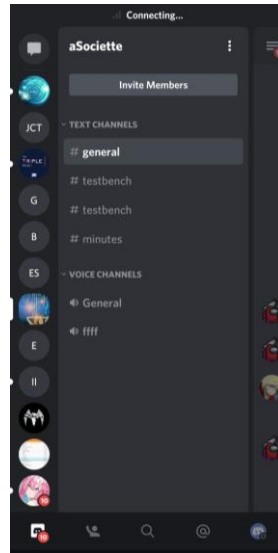 Connecting...
aSociette
Invite Members
TEXT CHANNELS
# general
# testbench
# testbench
# minutes
VOICE CHANNELS
General
ffff
JCT
TRIPLE
G
B
ES
E
II
10
10
@